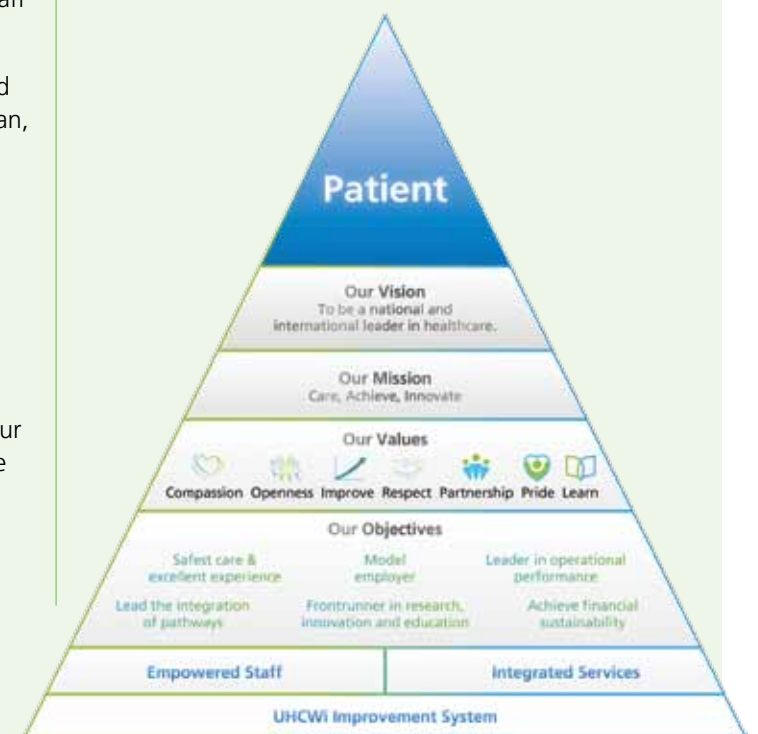 an
d
an,
ur
e
Patient
Our Vision
To be a national and
international leader in healthcare.
Our Mission
Care, Achieve, Innovate
Our Values
Compassion Openness Improve Respect Partnership Pride Learn
Our Objectives
Safest care & excellent experience
Model employer
Leader in operational performance
Lead the integration of pathways
Frontrunner in research, innovation and education
Achieve financial sustainability
Empowered Staff
Integrated Services
UHCWi Improvement System